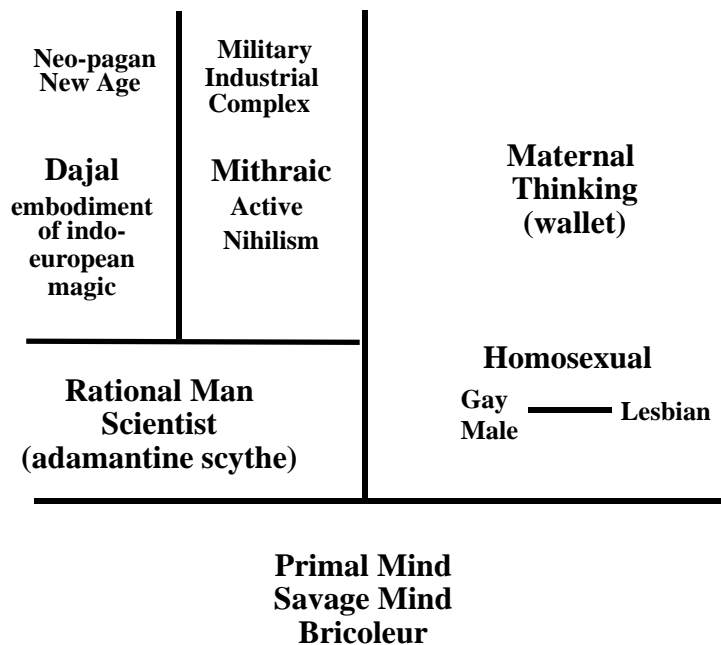 Neo-pagan
New Age
Dajal
embodiment
of indo-
european
magic
Military
Industrial
Complex
Mithraic
Active
Nihilism
Maternal
Thinking
(wallet)
Rational Man
Scientist
(adamantine scythe)
Homosexual
Gay
Male
Lesbian
Primal Mind
Savage Mind
Bricoleur